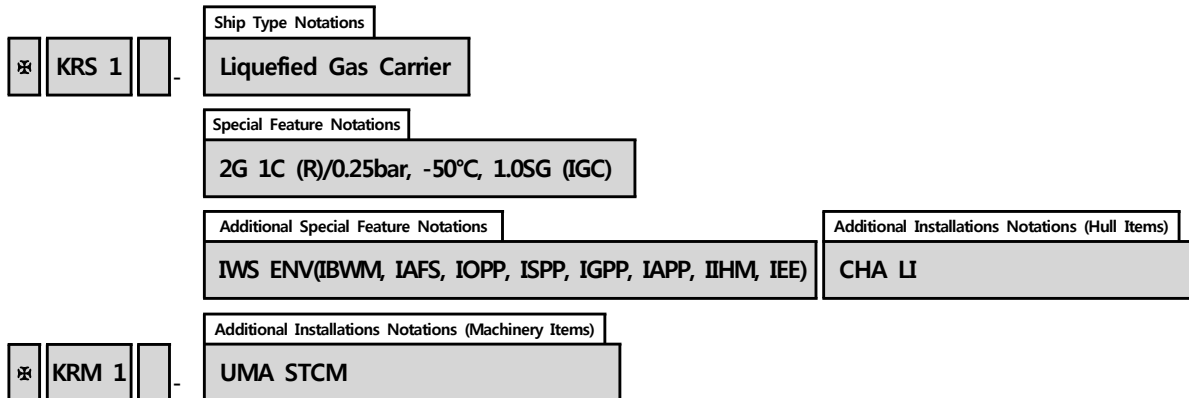 Ship Type Notations
✠ KRS 1 - Liquefied Gas Carrier
Special Feature Notations
2G 1C (R)/0.25bar, -50℃, 1.0SG (IGC)
Additional Special Feature Notations Additional Installations Notations (Hull Items)
IWS ENV(IBWM, IAFS, IOPP, ISPP, IGPP, IAPP, IIHM, IEE) CHA LI
Additional Installations Notations (Machinery Items)
✠ KRM 1 - UMA STCM